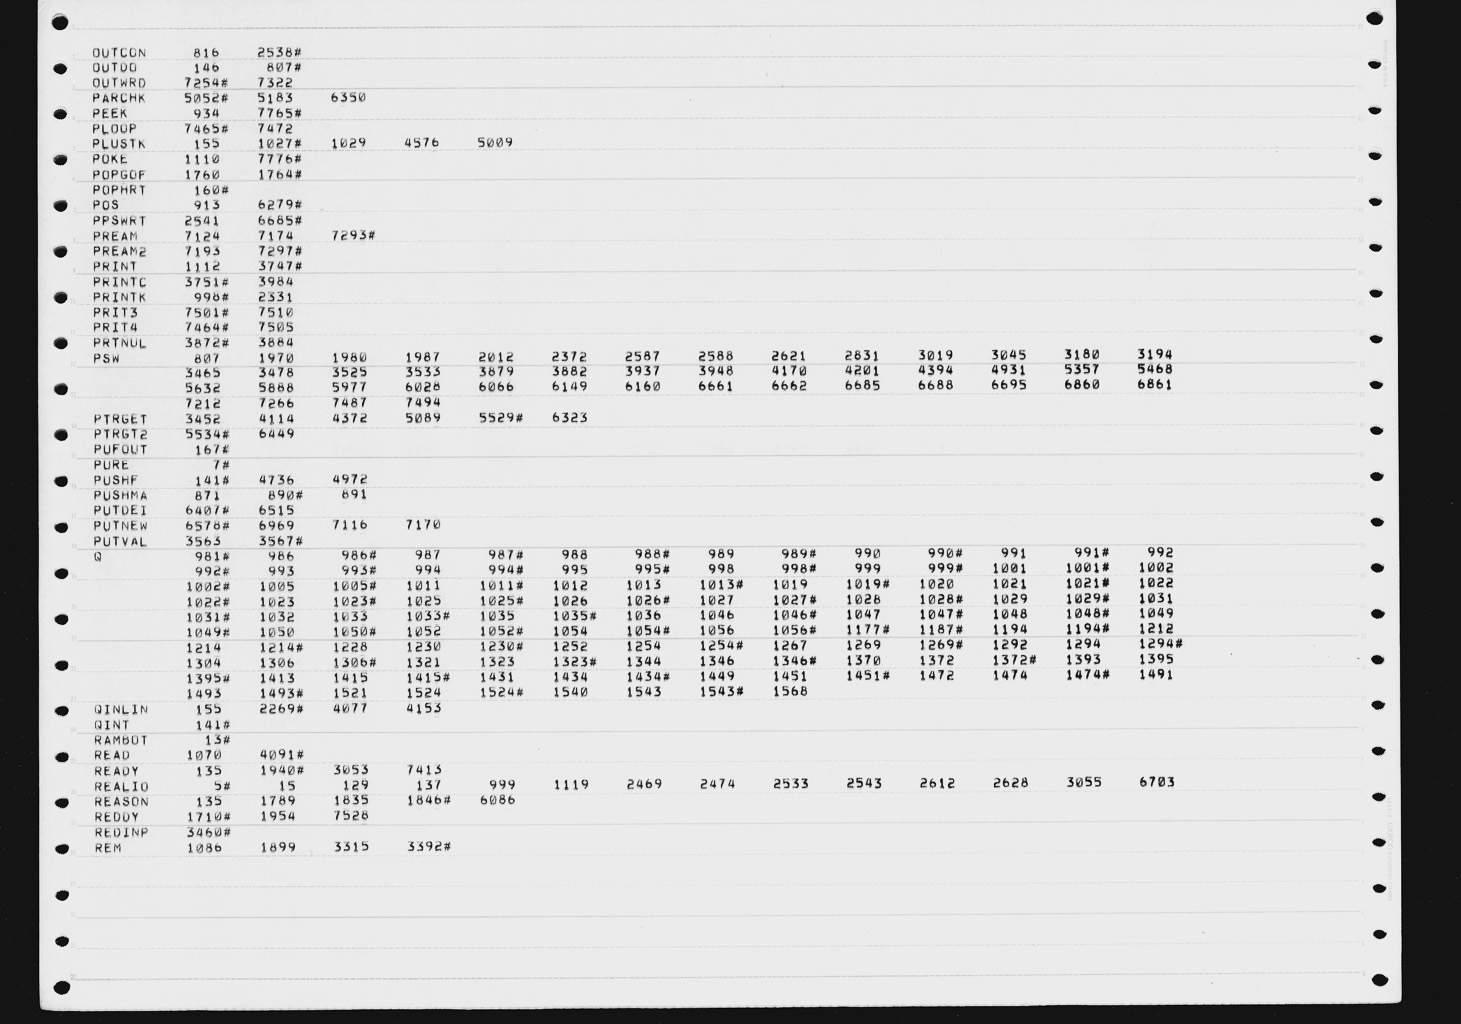 OUTCON 816 2538#
OUTDO 146 807#
OUTWRD 7254# 7322
PARCHK 5052# 5183 6350
PEEK 934 7765#
PLOOP 7465# 7472
PLUSTK 155 1027# 1029 4576 5009
POKE 1110 7776#
POPGOF 1760 1764#
POPHRT 160#
POS 913 6279#
PPSWRT 2541 6685#
PREAM 7124 7174 7293#
PREAM2 7193 7297#
PRINT 1112 3747#
PRINTC 3751# 3984
PRINTK 998# 2331
PRIT3 7501# 7510
PRIT4 7464# 7505
PRTNUL 3872# 3884
PSW 807 1970 1980 1987 2012 2372 2587 2588 2621 2831 3019 3045 3180 3194
3465 3478 3525 3533 3879 3882 3937 3948 4170 4201 4394 4931 5357 5468
5632 5888 5977 6028 6066 6149 6160 6661 6662 6685 6688 6695 6860 6861
7212 7266 7487 7494
PTRGET 3452 4114 4372 5089 5529# 6323
PTRGT2 5534# 6449
PUFOUT 167#
PURE 7#
PUSHF 141# 4736 4972
PUSHMA 871 890# 891
PUTDEI 6407# 6515
PUTNEW 6578# 6969 7116 7170
PUTVAL 3563 3567#
Q 981# 986 986# 987 987# 988 988# 989 989# 990 990# 991 991# 992
992# 993 993# 994 994# 995 995# 998 998# 999 999# 1001 1001# 1002
1002# 1005 1005# 1011 1011# 1012 1013 1013# 1019 1019# 1020 1021 1021# 1022
1022# 1023 1023# 1025 1025# 1026 1026# 1027 1027# 1028 1028# 1029 1029# 1031
1031# 1032 1033 1033# 1035 1035# 1036 1046 1046# 1047 1047# 1048 1048# 1049
1049# 1050 1050# 1052 1052# 1054 1054# 1056 1056# 1177# 1187# 1194 1194# 1212
1214 1214# 1228 1230 1230# 1252 1254 1254# 1267 1269 1269# 1292 1294 1294#
1304 1306 1306# 1321 1323 1323# 1344 1346 1346# 1370 1372 1372# 1393 1395
1395# 1413 1415 1415# 1431 1434 1434# 1449 1451 1451# 1472 1474 1474# 1491
1493 1493# 1521 1524 1524# 1540 1543 1543# 1568
QINLIN 155 2269# 4077 4153
QINT 141#
RAMBOT 13#
READ 1070 4091#
READY 135 1940# 3053 7413
REALIO 5# 15 129 137 999 1119 2469 2474 2533 2543 2612 2628 3055 6703
REASON 135 1789 1835 1846# 6086
REDDY 1710# 1954 7528
REDINP 3460#
REM 1086 1899 3315 3392#